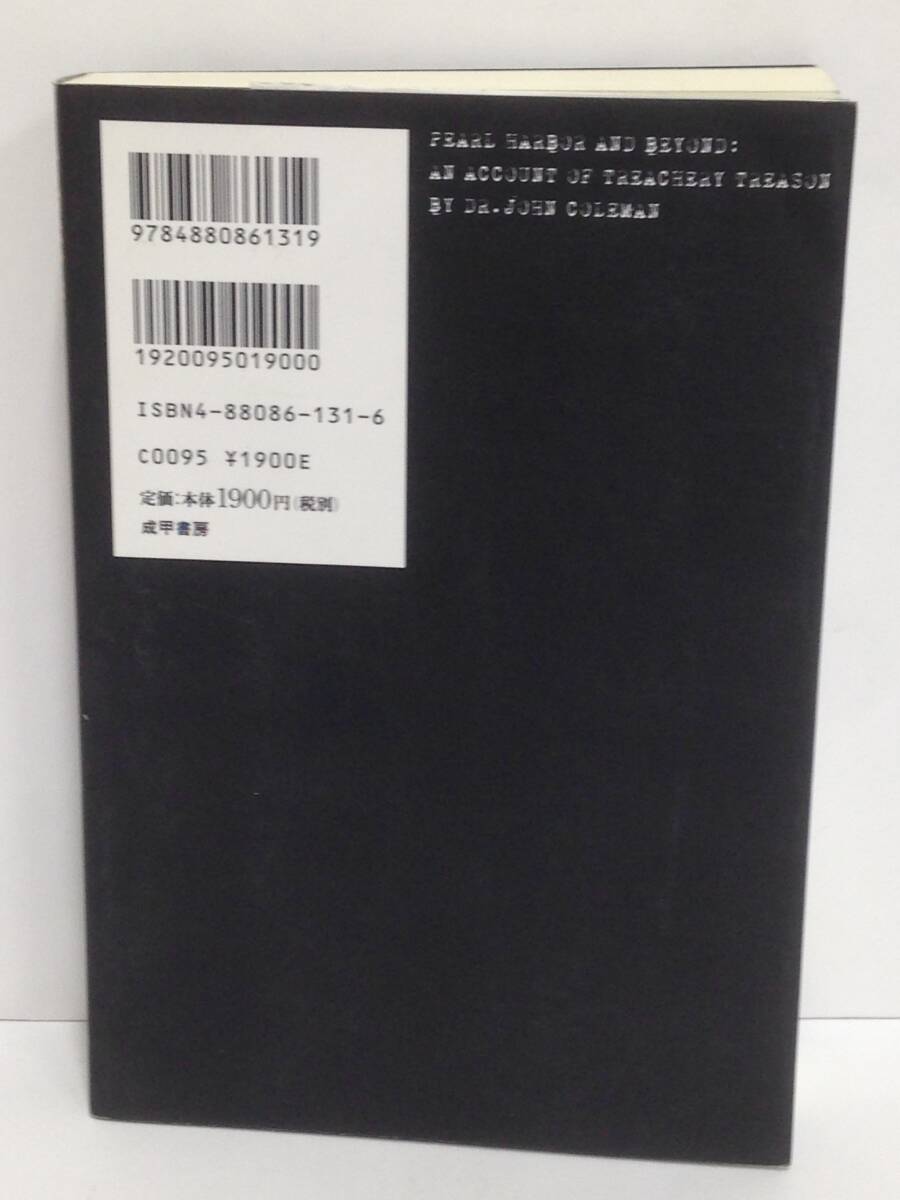 9784880861319
1920095019000
ISBN4-88086-131-6
C0095 ¥1900E
定価:本体1900円(税別)
成甲書房
PEARL HARBOR AND BEYOND:
AN ACCOUNT OF TREACHERY TREASON
BY DR.JOHN COLEMAN